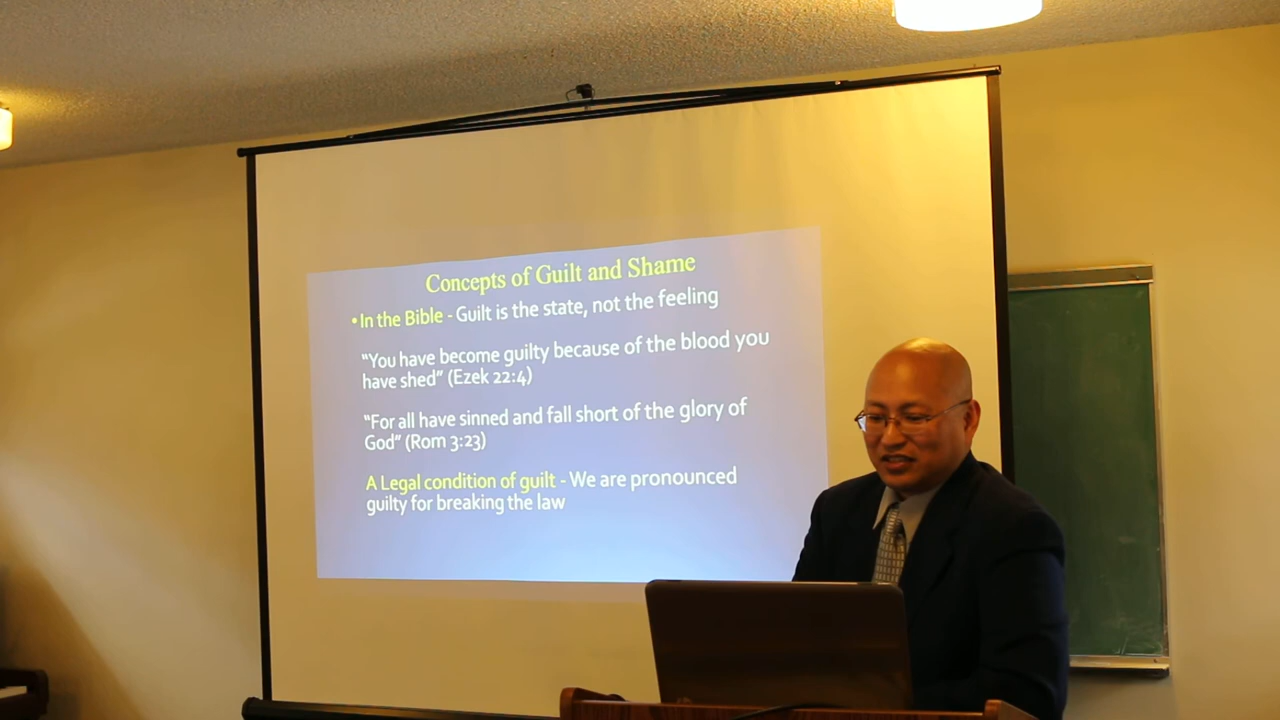 Concepts of Guilt and Shame
• In the Bible - Guilt is the state, not the feeling
“You have become guilty because of the blood you
have shed” (Ezek 22:4)
“For all have sinned and fall short of the glory of
God” (Rom 3:23)
A Legal condition of guilt - We are pronounced
guilty for breaking the law